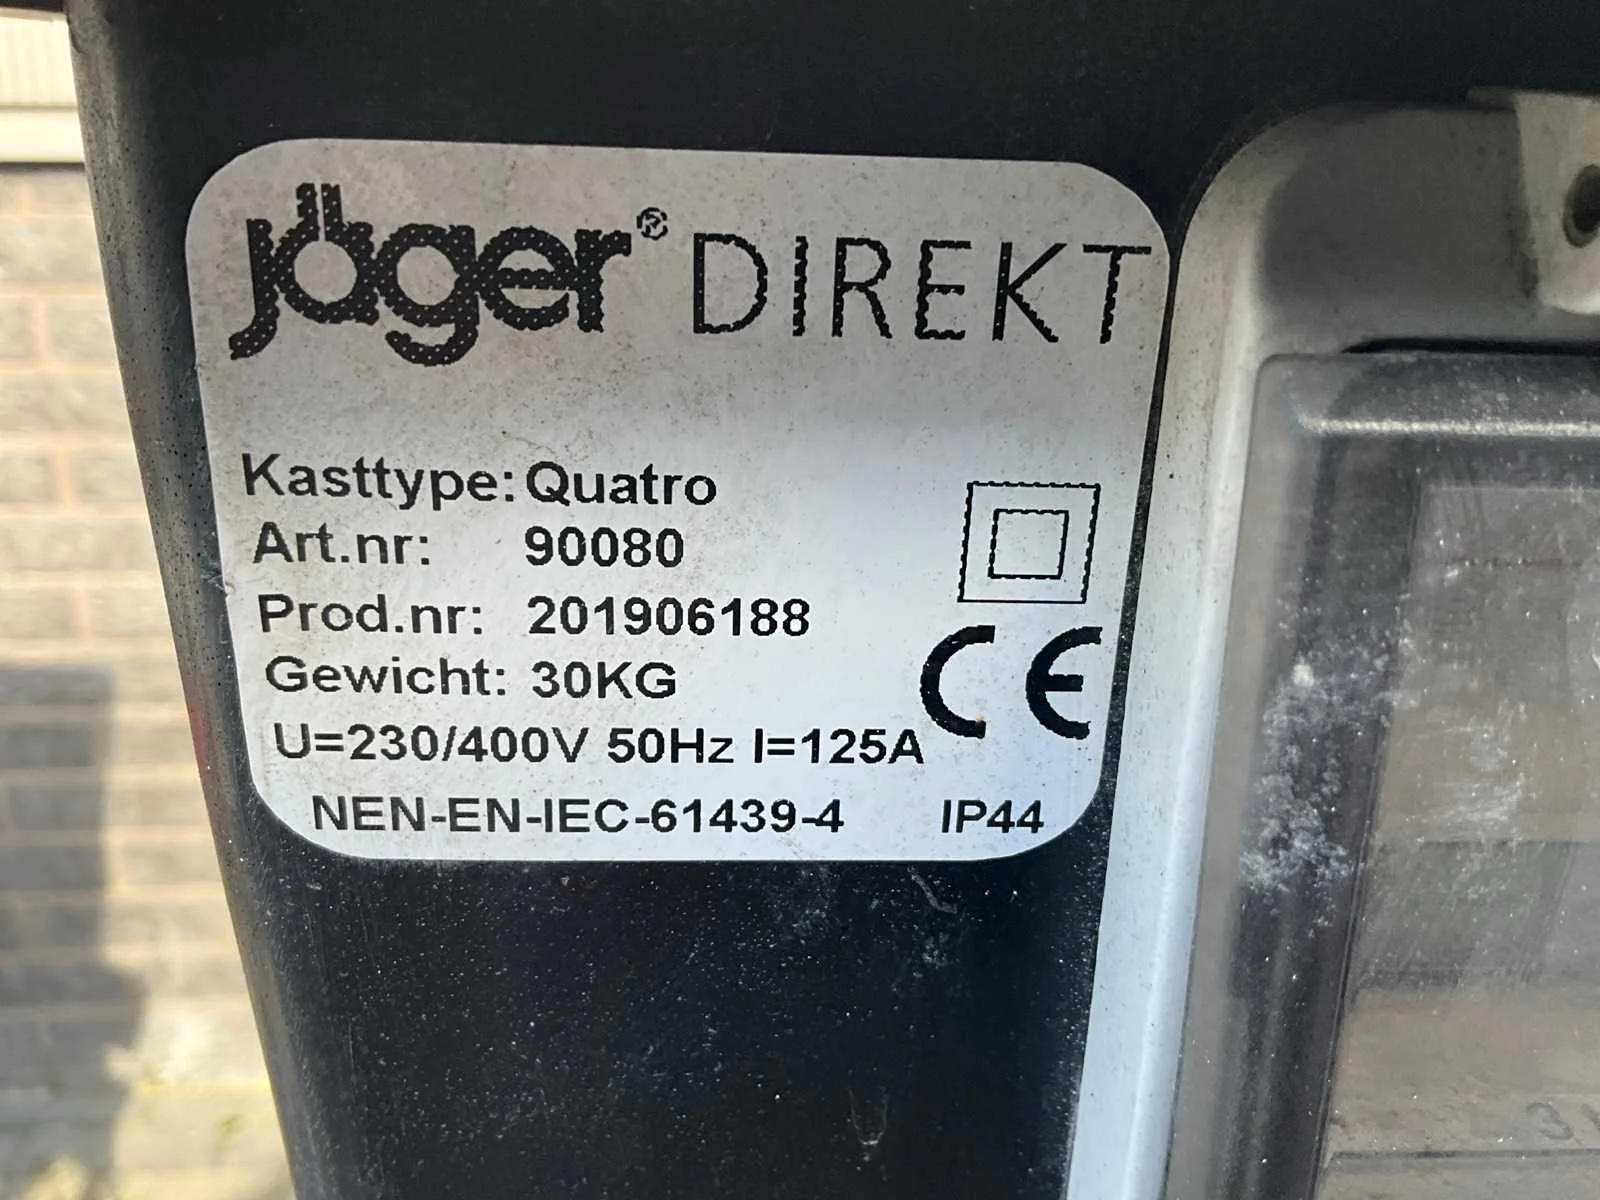 jäger® DIREKT
Kasttype: Quatro
Art.nr: 90080
Prod.nr: 201906188
Gewicht: 30KG
U=230/400V 50Hz I=125A
CE
NEN-EN-IEC-61439-4 IP44
3